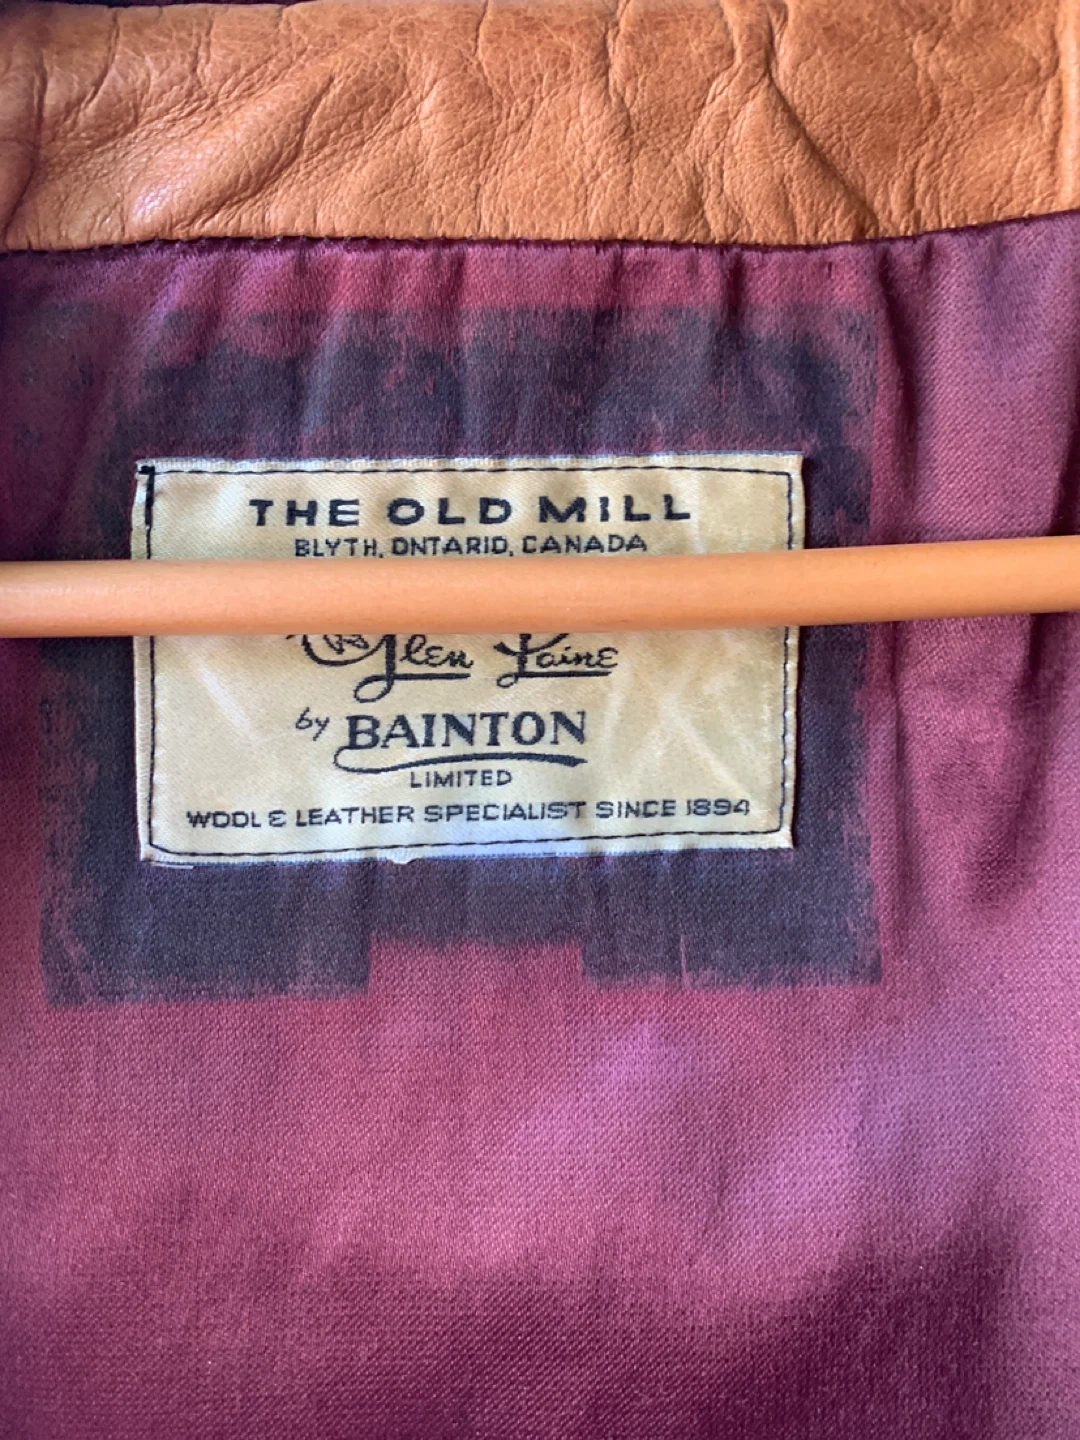 THE OLD MILL
BLYTH, ONTARIO, CANADA
Glen Laine
by BAINTON
LIMITED
WOOL & LEATHER SPECIALIST SINCE 1894